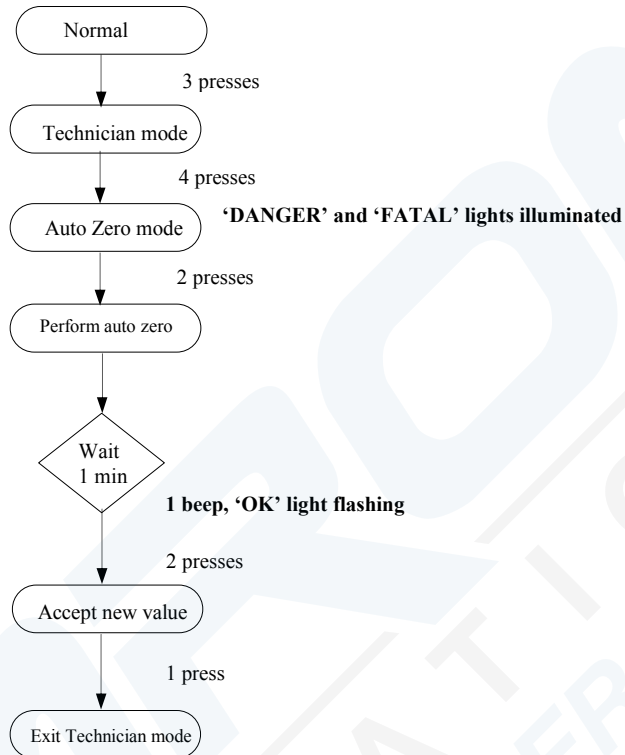 Normal
3 presses
Technician mode
4 presses
‘DANGER’ and ‘FATAL’ lights illuminated
Auto Zero mode
2 presses
Perform auto zero
Wait
1 min
1 beep, ‘OK’ light flashing
2 presses
Accept new value
1 press
Exit Technician mode